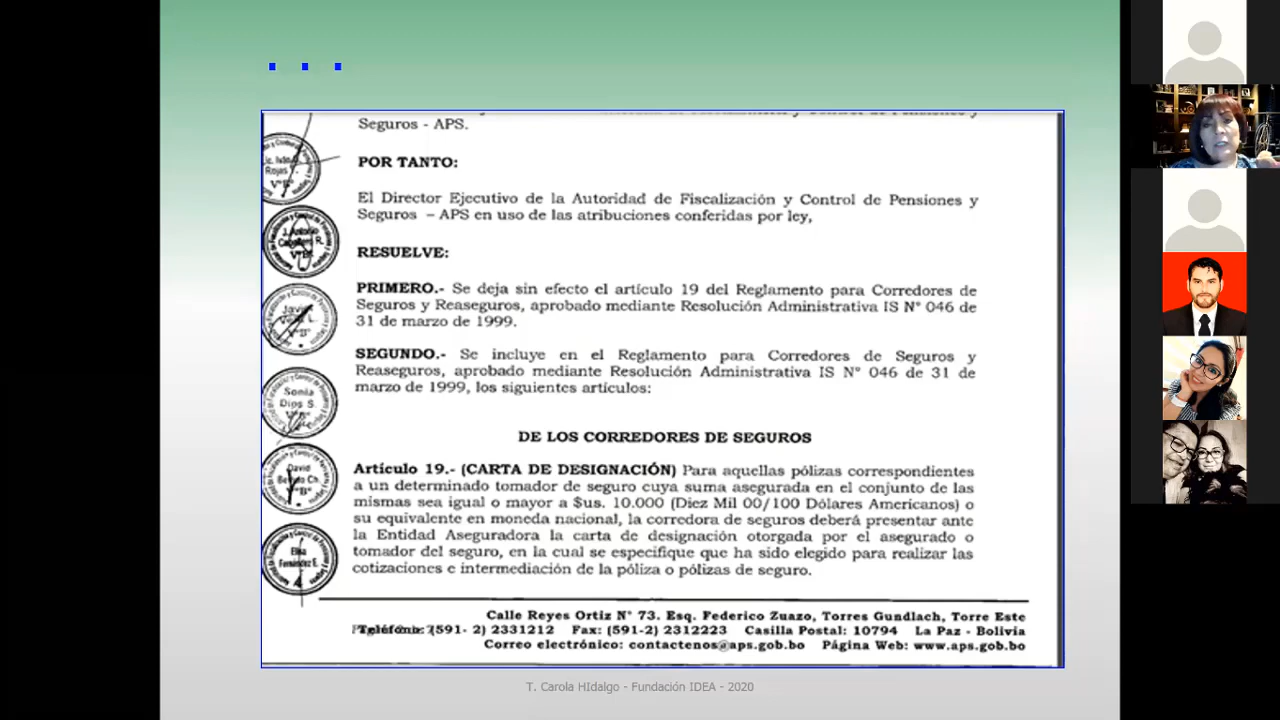 . . .
Seguros - APS.
POR TANTO:
El Director Ejecutivo de la Autoridad de Fiscalización y Control de Pensiones y
Seguros – APS en uso de las atribuciones conferidas por ley,
RESUELVE:
PRIMERO.- Se deja sin efecto el artículo 19 del Reglamento para Corredores de
Seguros y Reaseguros, aprobado mediante Resolución Administrativa IS N° 046 de
31 de marzo de 1999.
SEGUNDO.- Se incluye en el Reglamento para Corredores de Seguros y
Reaseguros, aprobado mediante Resolución Administrativa IS N° 046 de 31 de
marzo de 1999, los siguientes artículos:
DE LOS CORREDORES DE SEGUROS
Artículo 19.- (CARTA DE DESIGNACIÓN) Para aquellas pólizas correspondientes
a un determinado tomador de seguro cuya suma asegurada en el conjunto de las
mismas sea igual o mayor a $us. 10.000 (Diez Mil 00/100 Dólares Americanos) o
su equivalente en moneda nacional, la corredora de seguros deberá presentar ante
la Entidad Aseguradora la carta de designación otorgada por el asegurado o
tomador del seguro, en la cual se especifique que ha sido elegido para realizar las
cotizaciones e intermediación de la póliza o pólizas de seguro.
Calle Reyes Ortiz N° 73. Esq. Federico Zuazo, Torres Gundlach, Torre Este
Teléfono: (591- 2) 2331212 Fax: (591-2) 2312223 Casilla Postal: 10794 La Paz - Bolivia
Correo electrónico: contactenos@aps.gob.bo Página Web: www.aps.gob.bo
Rojas
Sonia
Dips S.
David
T. Carola HIdalgo - Fundación IDEA - 2020